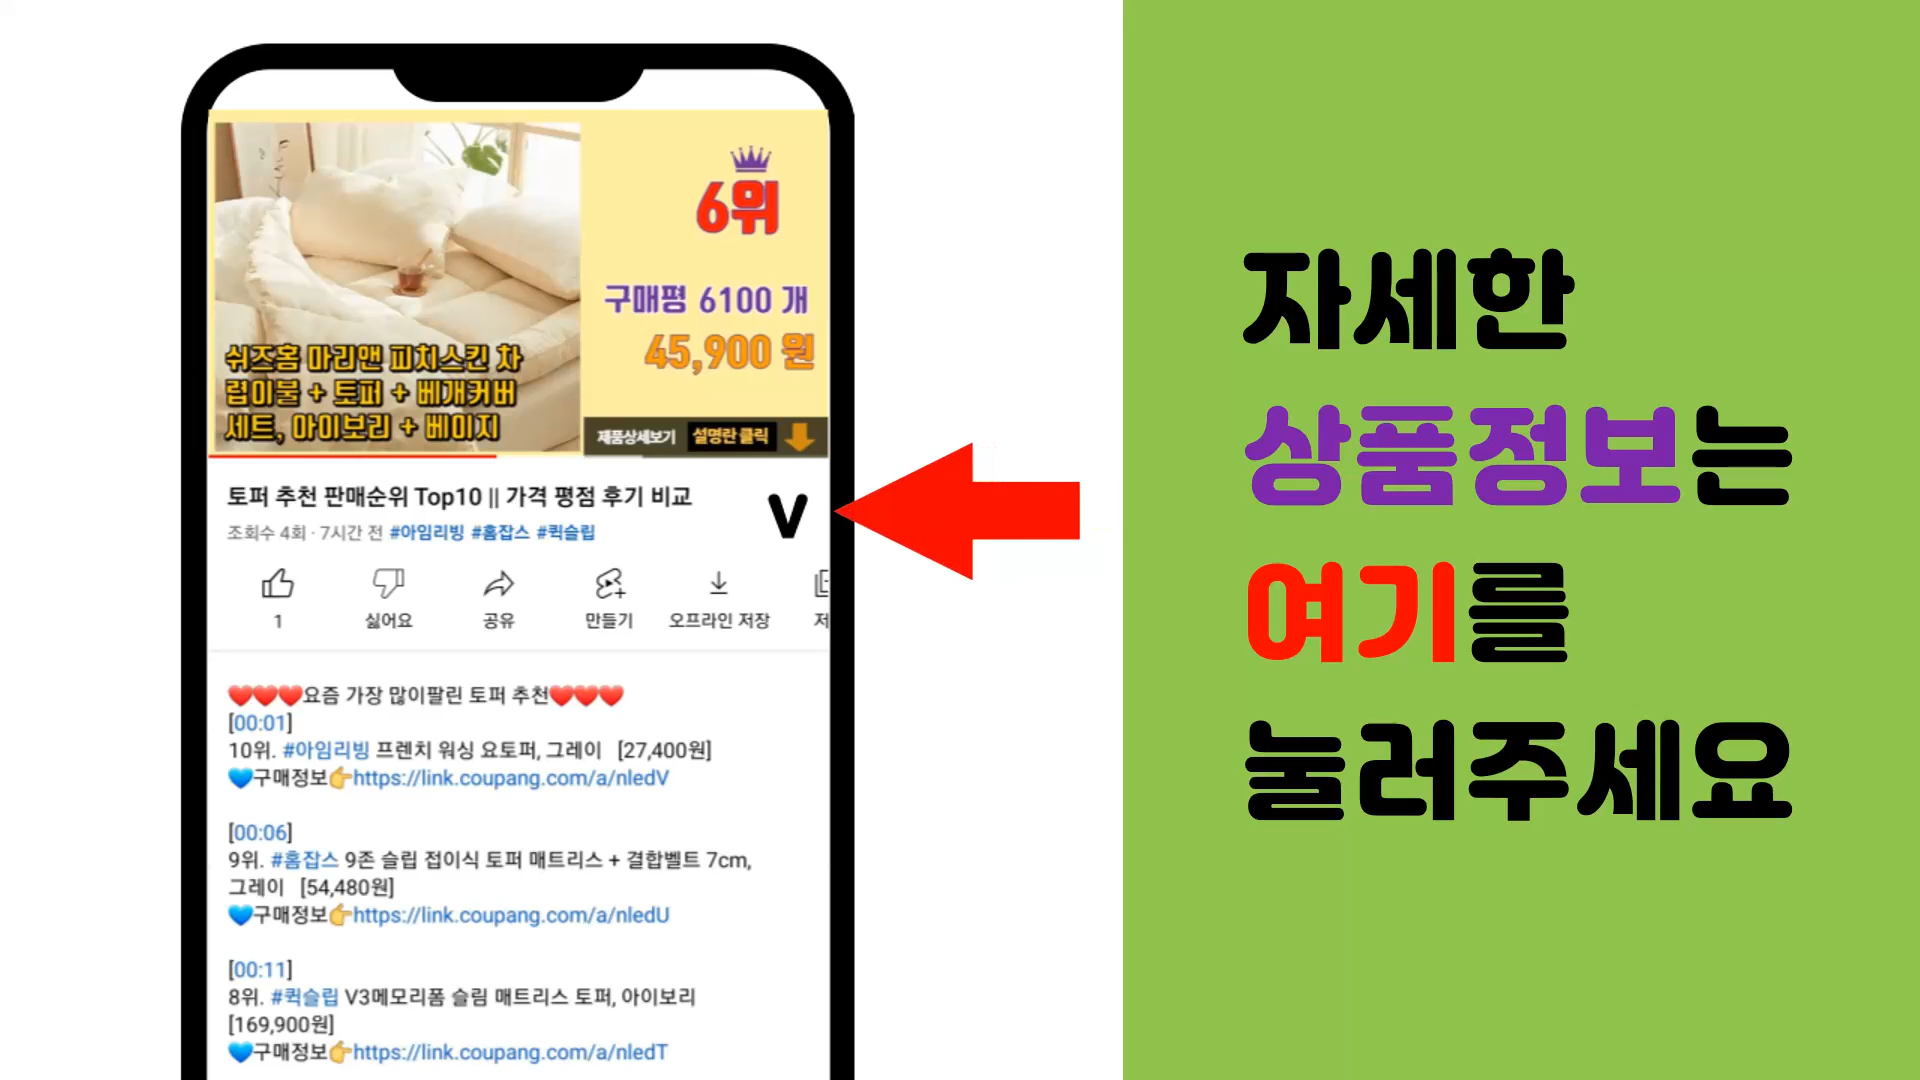 6위
구매평 6100 개
45,900 원
쉬즈홈 마리앤 피치스킨 차
렵이불 + 토퍼 + 베개커버
세트, 아이보리 + 베이지
제품상세보기 설명란 클릭
토퍼 추천 판매순위 Top10 || 가격 평점 후기 비교
V
조회수 4회 · 7시간 전 #아임리빙 #홈잡스 #퀵슬립
1 싫어요 공유 만들기 오프라인 저장 저
❤️❤️❤️요즘 가장 많이팔린 토퍼 추천❤️❤️❤️
[00:01]
10위. #아임리빙 프렌치 워싱 요토퍼, 그레이 [27,400원]
💙구매정보👉https://link.coupang.com/a/nledV
[00:06]
9위. #홈잡스 9존 슬립 접이식 토퍼 매트리스 + 결합벨트 7cm,
그레이 [54,480원]
💙구매정보👉https://link.coupang.com/a/nledU
[00:11]
8위. #퀵슬립 V3메모리폼 슬림 매트리스 토퍼, 아이보리
[169,900원]
💙구매정보👉https://link.coupang.com/a/nledT
자세한
상품정보는
여기를
눌러주세요